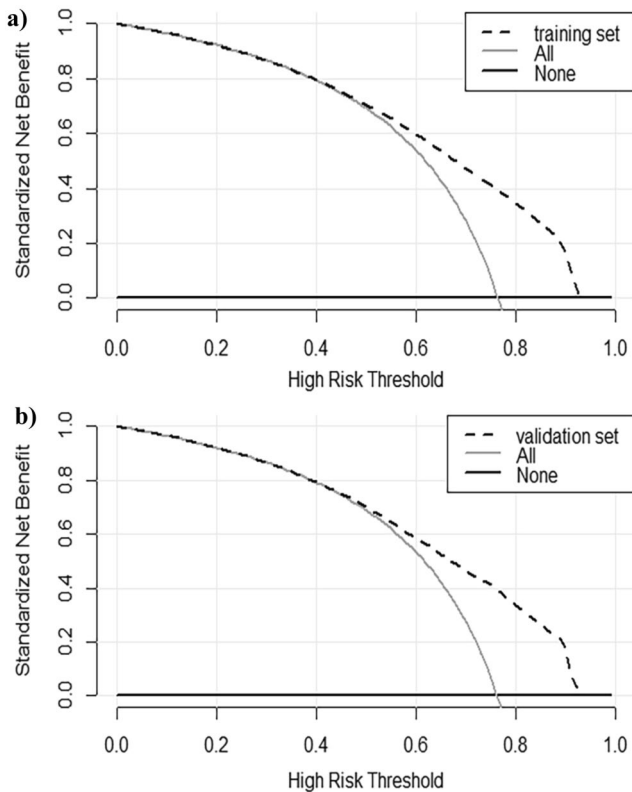 a)
training set
All
None
Standardized Net Benefit
1.0
0.8
0.6
0.4
0.2
0.0
0.0 0.2 0.4 0.6 0.8 1.0
High Risk Threshold
b)
validation set
All
None
Standardized Net Benefit
1.0
0.8
0.6
0.4
0.2
0.0
0.0 0.2 0.4 0.6 0.8 1.0
High Risk Threshold